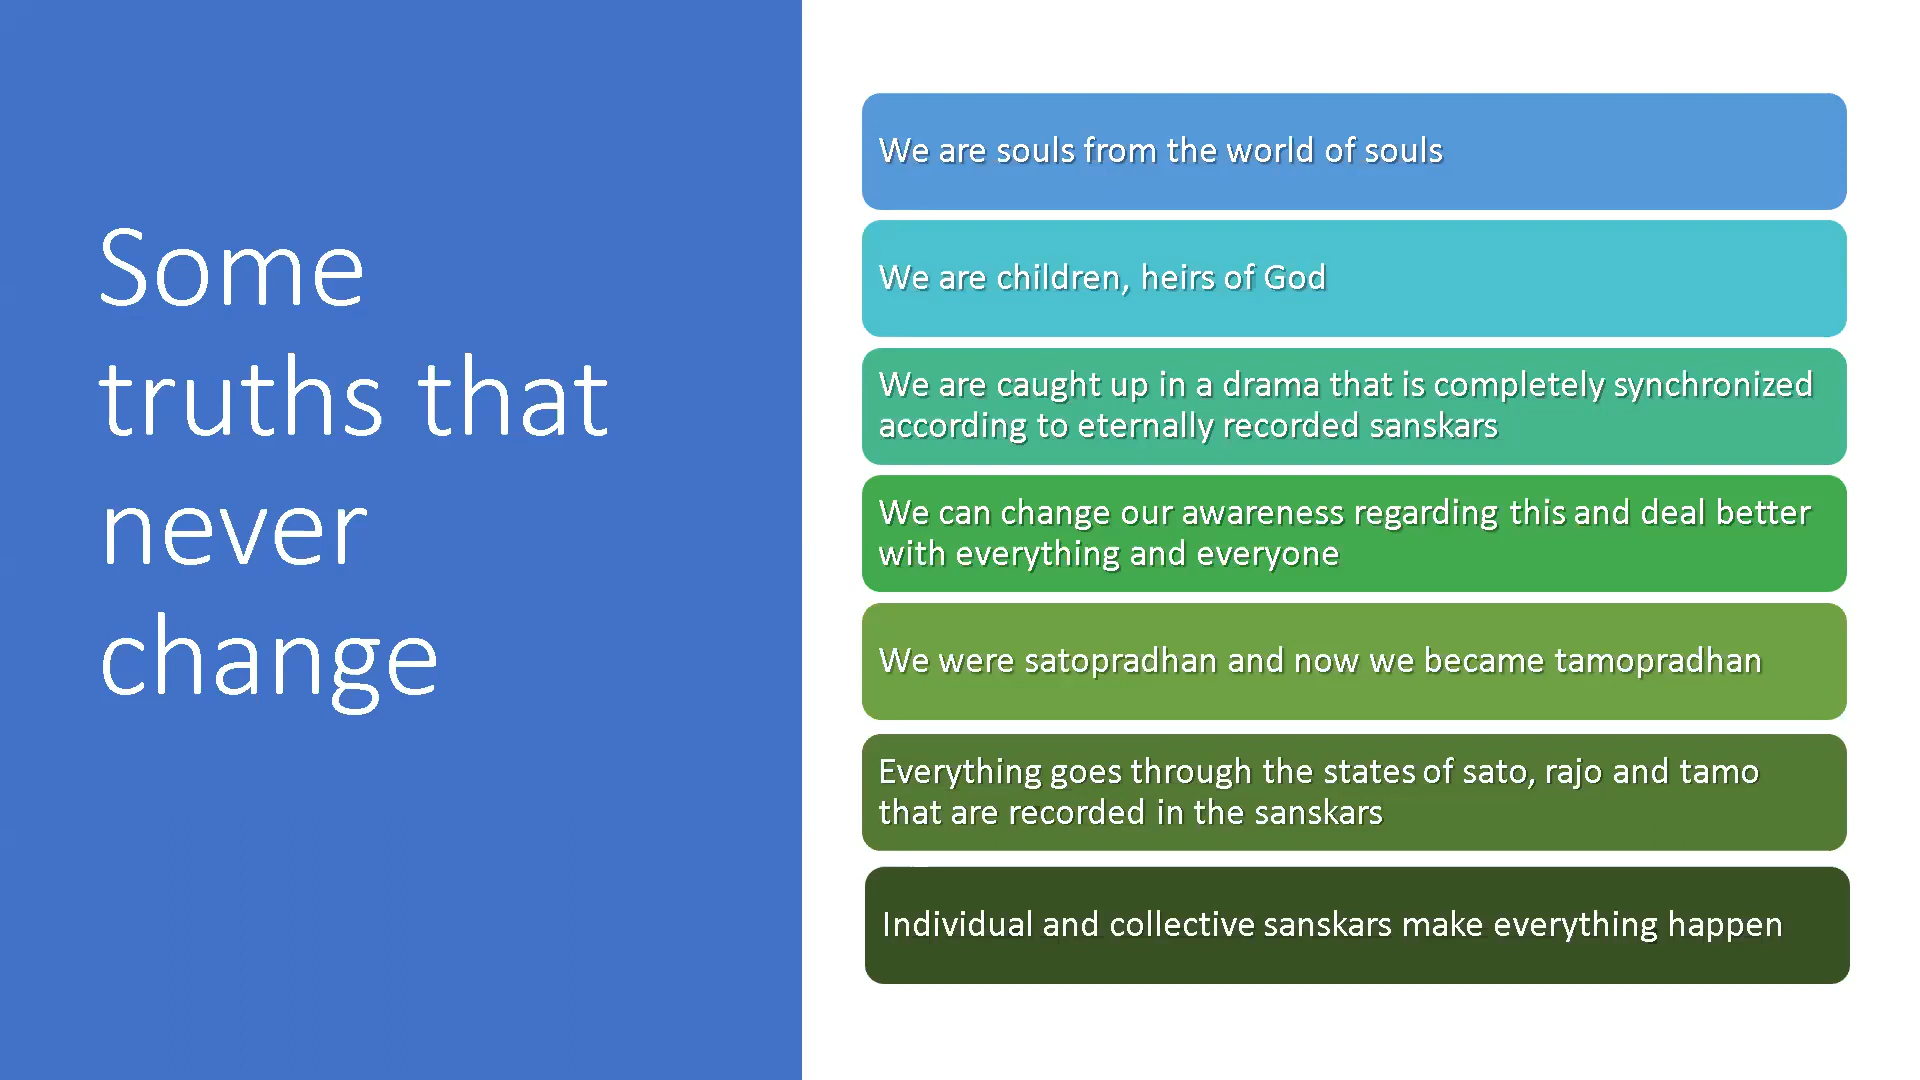 Some
truths that
never
change
We are souls from the world of souls
We are children, heirs of God
We are caught up in a drama that is completely synchronized
according to eternally recorded sanskars
We can change our awareness regarding this and deal better
with everything and everyone
We were satopradhan and now we became tamopradhan
Everything goes through the states of sato, rajo and tamo
that are recorded in the sanskars
Individual and collective sanskars make everything happen